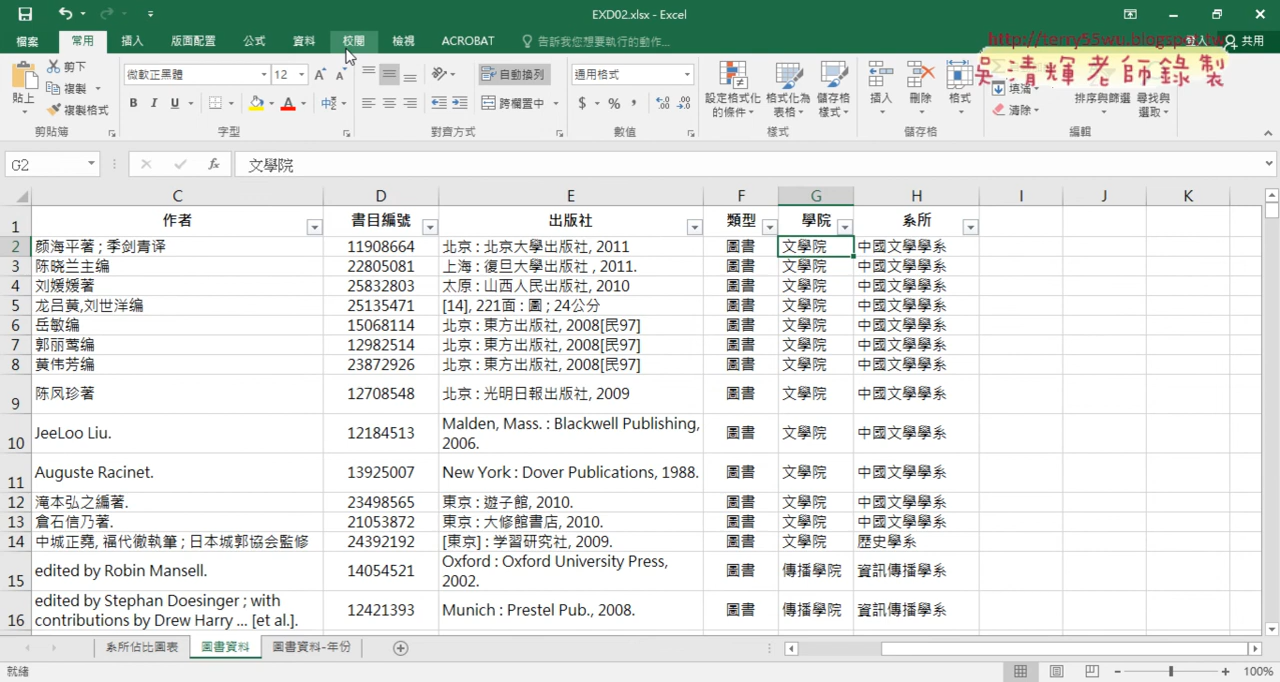 EXD02.xlsx - Excel
http://terry55wu.blogspot.tw
吳清輝老師錄製
檔案 常用 插入 版面配置 公式 資料 校閱 檢視 ACROBAT 告訴我您想要執行的動作... 登入 共用
貼上 剪下 複製 複製格式
微軟正黑體 12 B I U 中 自動換列 跨欄置中 通用格式 $ % ,
設定格式化的條件 格式化為表格 儲存格樣式 插入 刪除 格式 填滿 清除 排序與篩選 尋找與選取
剪貼簿 字型 對齊方式 數值 樣式 儲存格 編輯
G2 fx 文學院
C D E F G H I J K
1 作者 書目編號 出版社 類型 學院 系所
2 颜海平著 ; 季剑青译 11908664 北京 : 北京大學出版社, 2011 圖書 文學院 中國文學學系
3 陈晓兰主编 22805081 上海 : 復旦大學出版社 , 2011. 圖書 文學院 中國文學學系
4 刘媛媛著 25832803 太原 : 山西人民出版社, 2010 圖書 文學院 中國文學學系
5 龙吕黄,刘世洋编 25135471 [14], 221面 : 圖 ; 24公分 圖書 文學院 中國文學學系
6 岳敏编 15068114 北京 : 東方出版社, 2008[民97] 圖書 文學院 中國文學學系
7 郭丽莺编 12982514 北京 : 東方出版社, 2008[民97] 圖書 文學院 中國文學學系
8 黄伟芳编 23872926 北京 : 東方出版社, 2008[民97] 圖書 文學院 中國文學學系
9 陈风珍著 12708548 北京 : 光明日報出版社, 2009 圖書 文學院 中國文學學系
10 JeeLoo Liu. 12184513 Malden, Mass. : Blackwell Publishing, 2006. 圖書 文學院 中國文學學系
11 Auguste Racinet. 13925007 New York : Dover Publications, 1988. 圖書 文學院 中國文學學系
12 滝本弘之編著. 23498565 東京 : 遊子館, 2010. 圖書 文學院 中國文學學系
13 倉石信乃著. 21053872 東京 : 大修館書店, 2010. 圖書 文學院 中國文學學系
14 中城正堯, 福代徹執筆 ; 日本城郭協会監修 24392192 [東京] : 学習研究社, 2009. 圖書 文學院 歷史學系
15 edited by Robin Mansell. 14054521 Oxford : Oxford University Press, 2002. 圖書 傳播學院 資訊傳播學系
16 edited by Stephan Doesinger ; with contributions by Drew Harry ... [et al.]. 12421393 Munich : Prestel Pub., 2008. 圖書 傳播學院 資訊傳播學系
系所佔比圖表 圖書資料 圖書資料-年份
就緒 100%